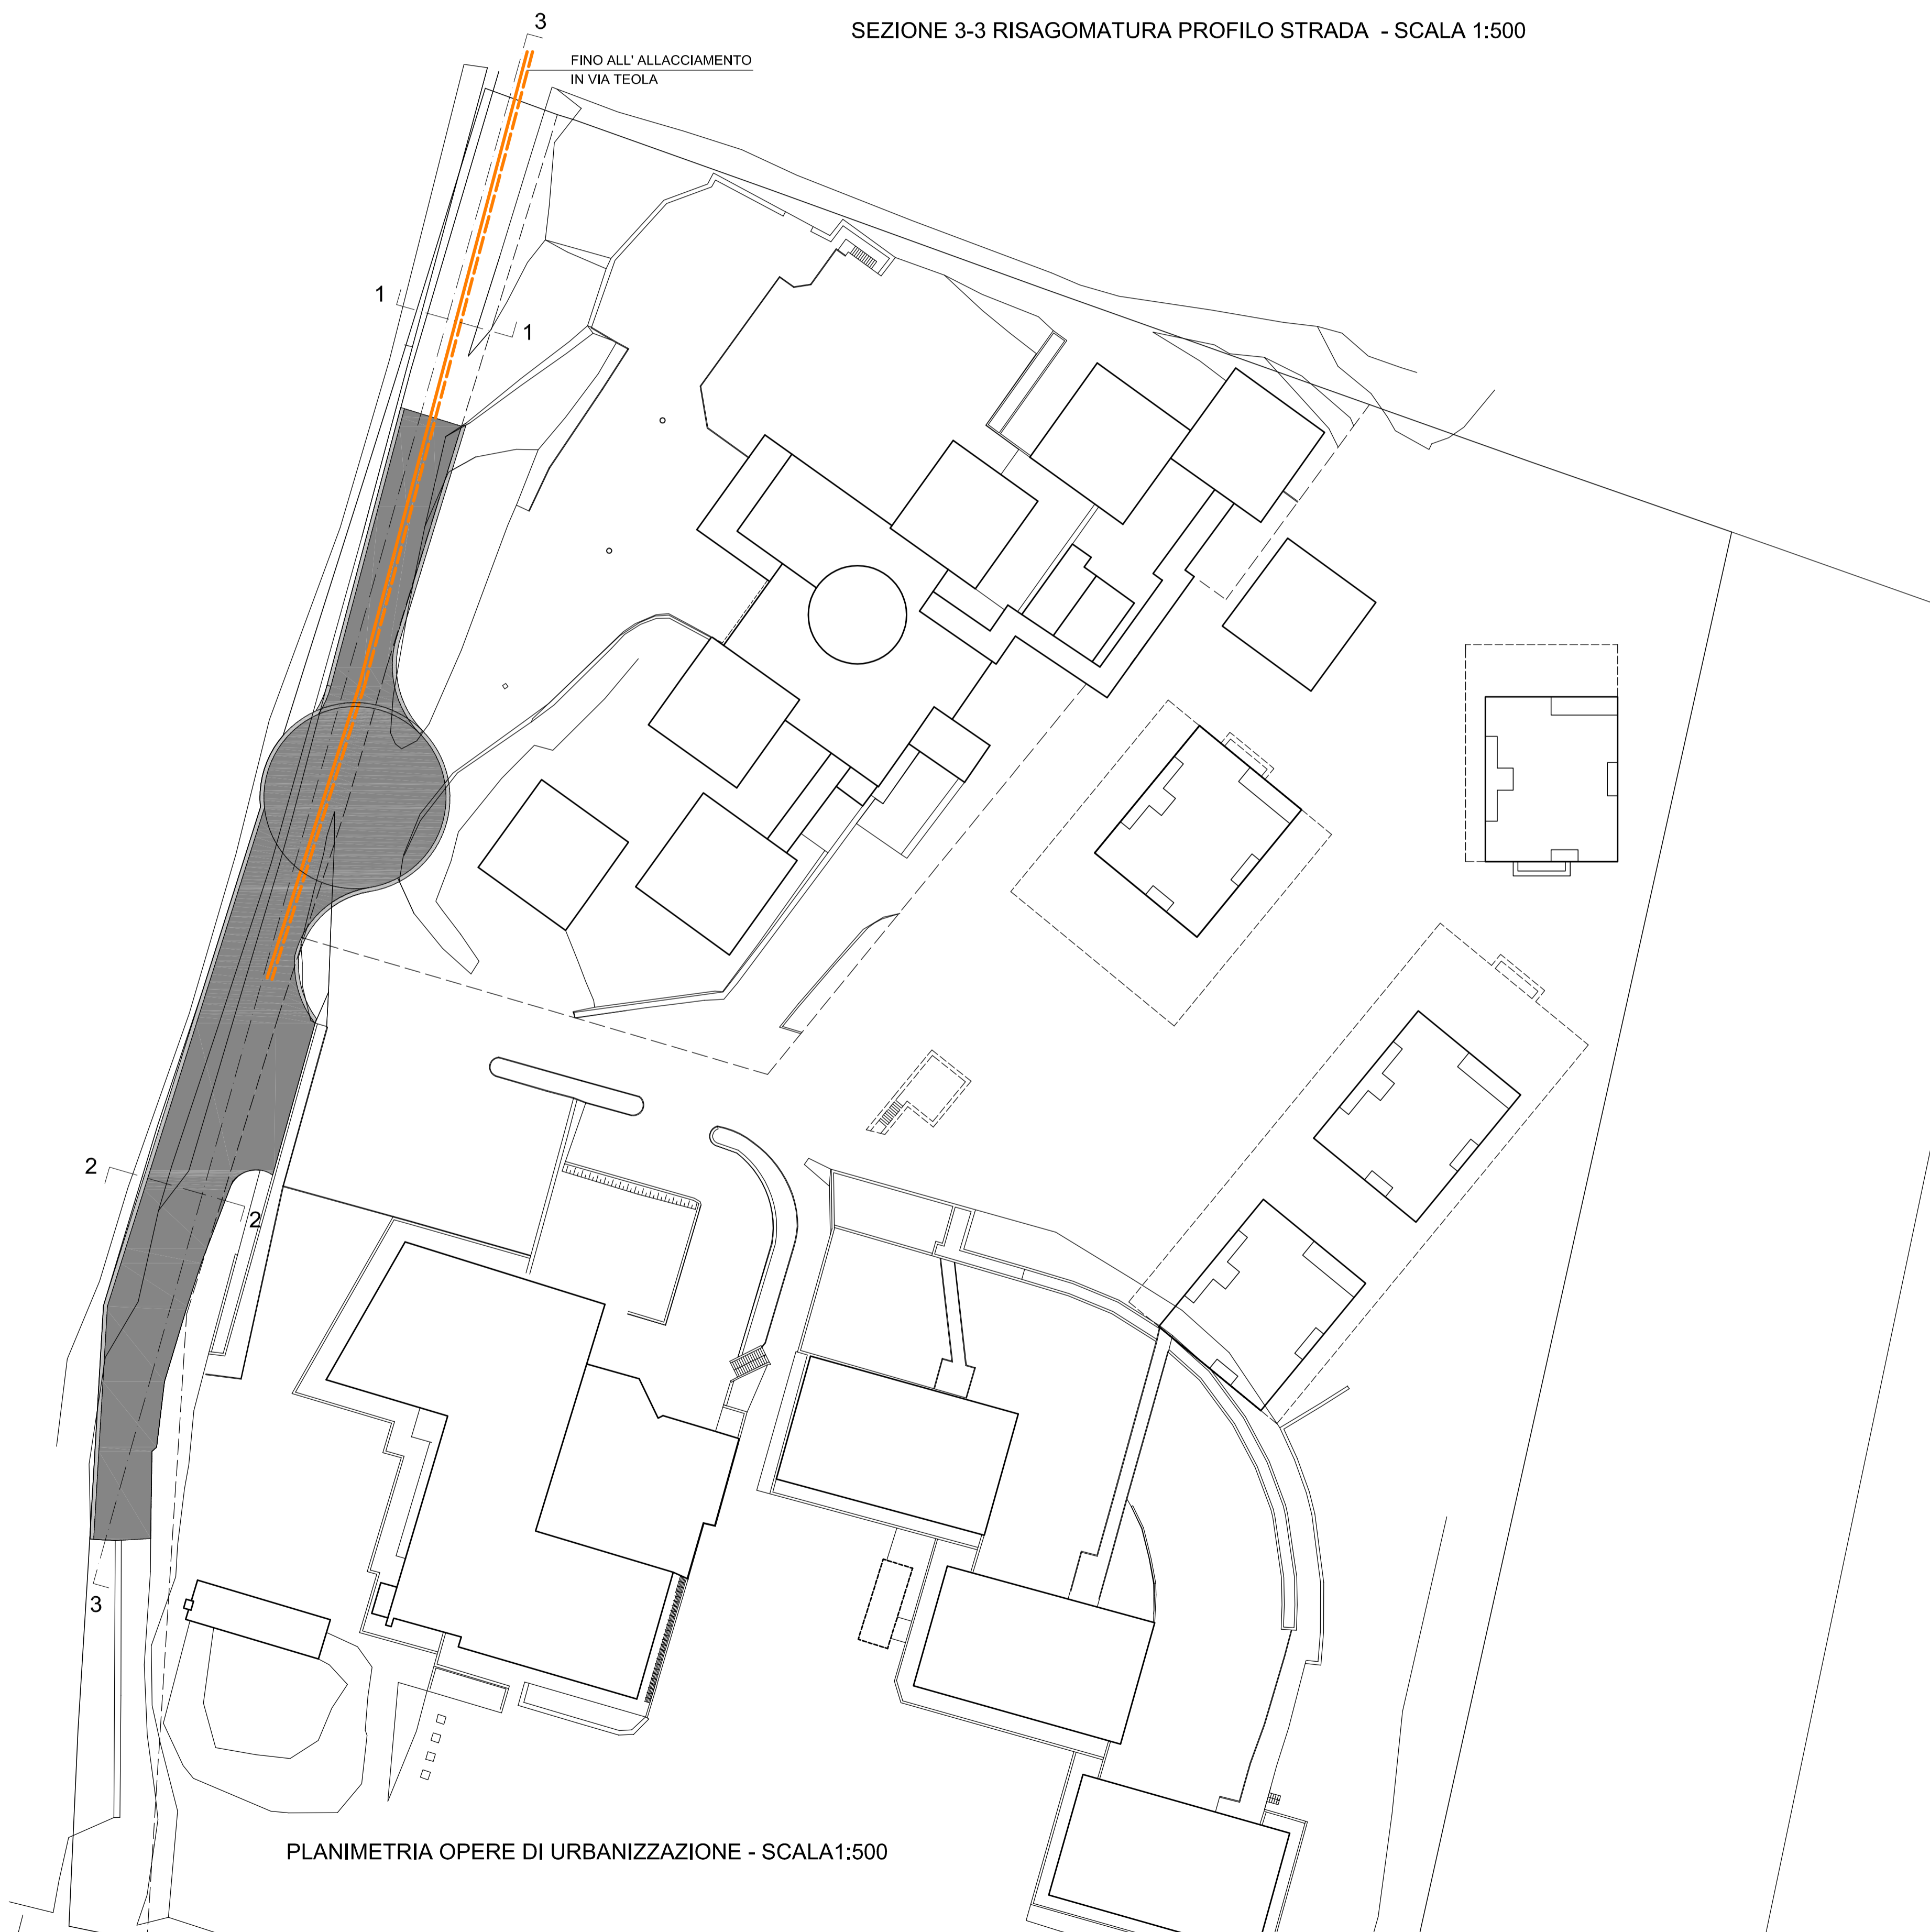 3
SEZIONE 3-3 RISAGOMATURA PROFILO STRADA - SCALA 1:500
FINO ALL' ALLACCIAMENTO
IN VIA TEOLA
1
1
2
2
3
PLANIMETRIA OPERE DI URBANIZZAZIONE - SCALA1:500